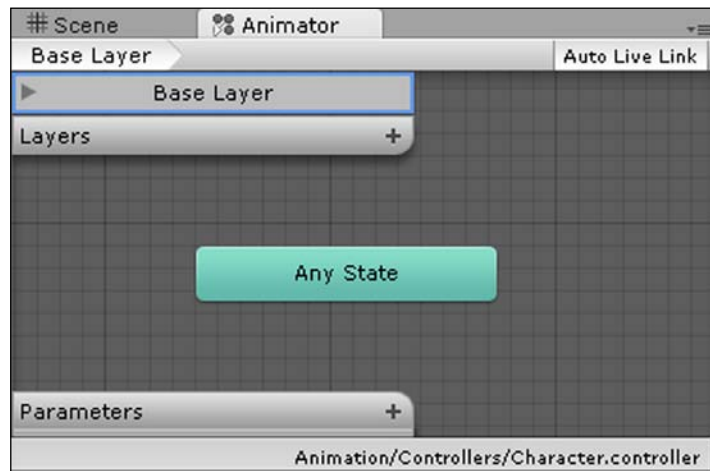 Scene Animator
Base Layer Auto Live Link
Base Layer
Layers +
Any State
Parameters +
Animation/Controllers/Character.controller